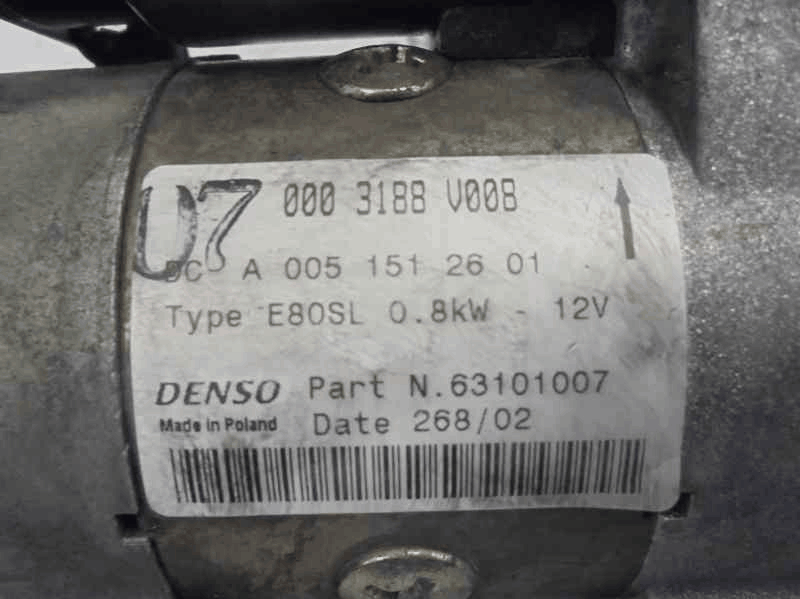 07 000 3188 V008
DC A 005 151 26 01
Type E80SL 0.8kW - 12V
DENSO Part N.63101007
Made in Poland Date 268/02